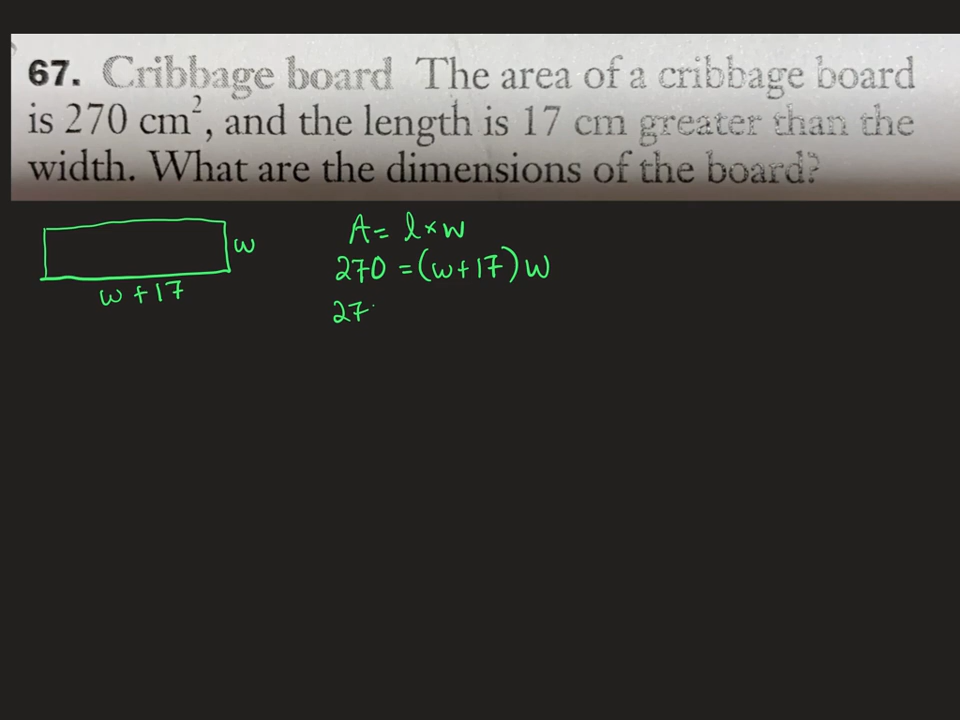 67. Cribbage board The area of a cribbage board
is 270 cm², and the length is 17 cm greater than the
width. What are the dimensions of the board?
w
w + 17
A = l × w
270 = (w + 17) w
27